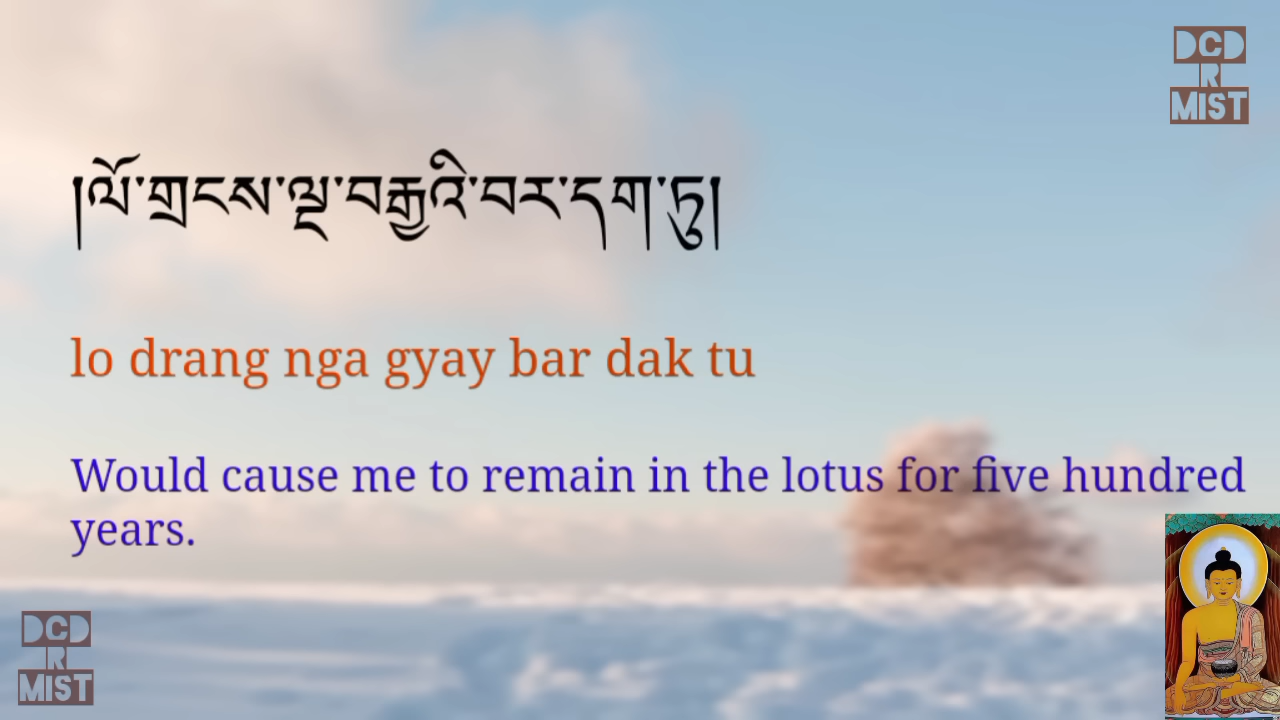 DCD
R
MIST
།ལོ་གྲངས་ལྔ་བརྒྱའི་བར་དག་ཏུ།
lo drang nga gyay bar dak tu
Would cause me to remain in the lotus for five hundred
years.
DCD
R
MIST